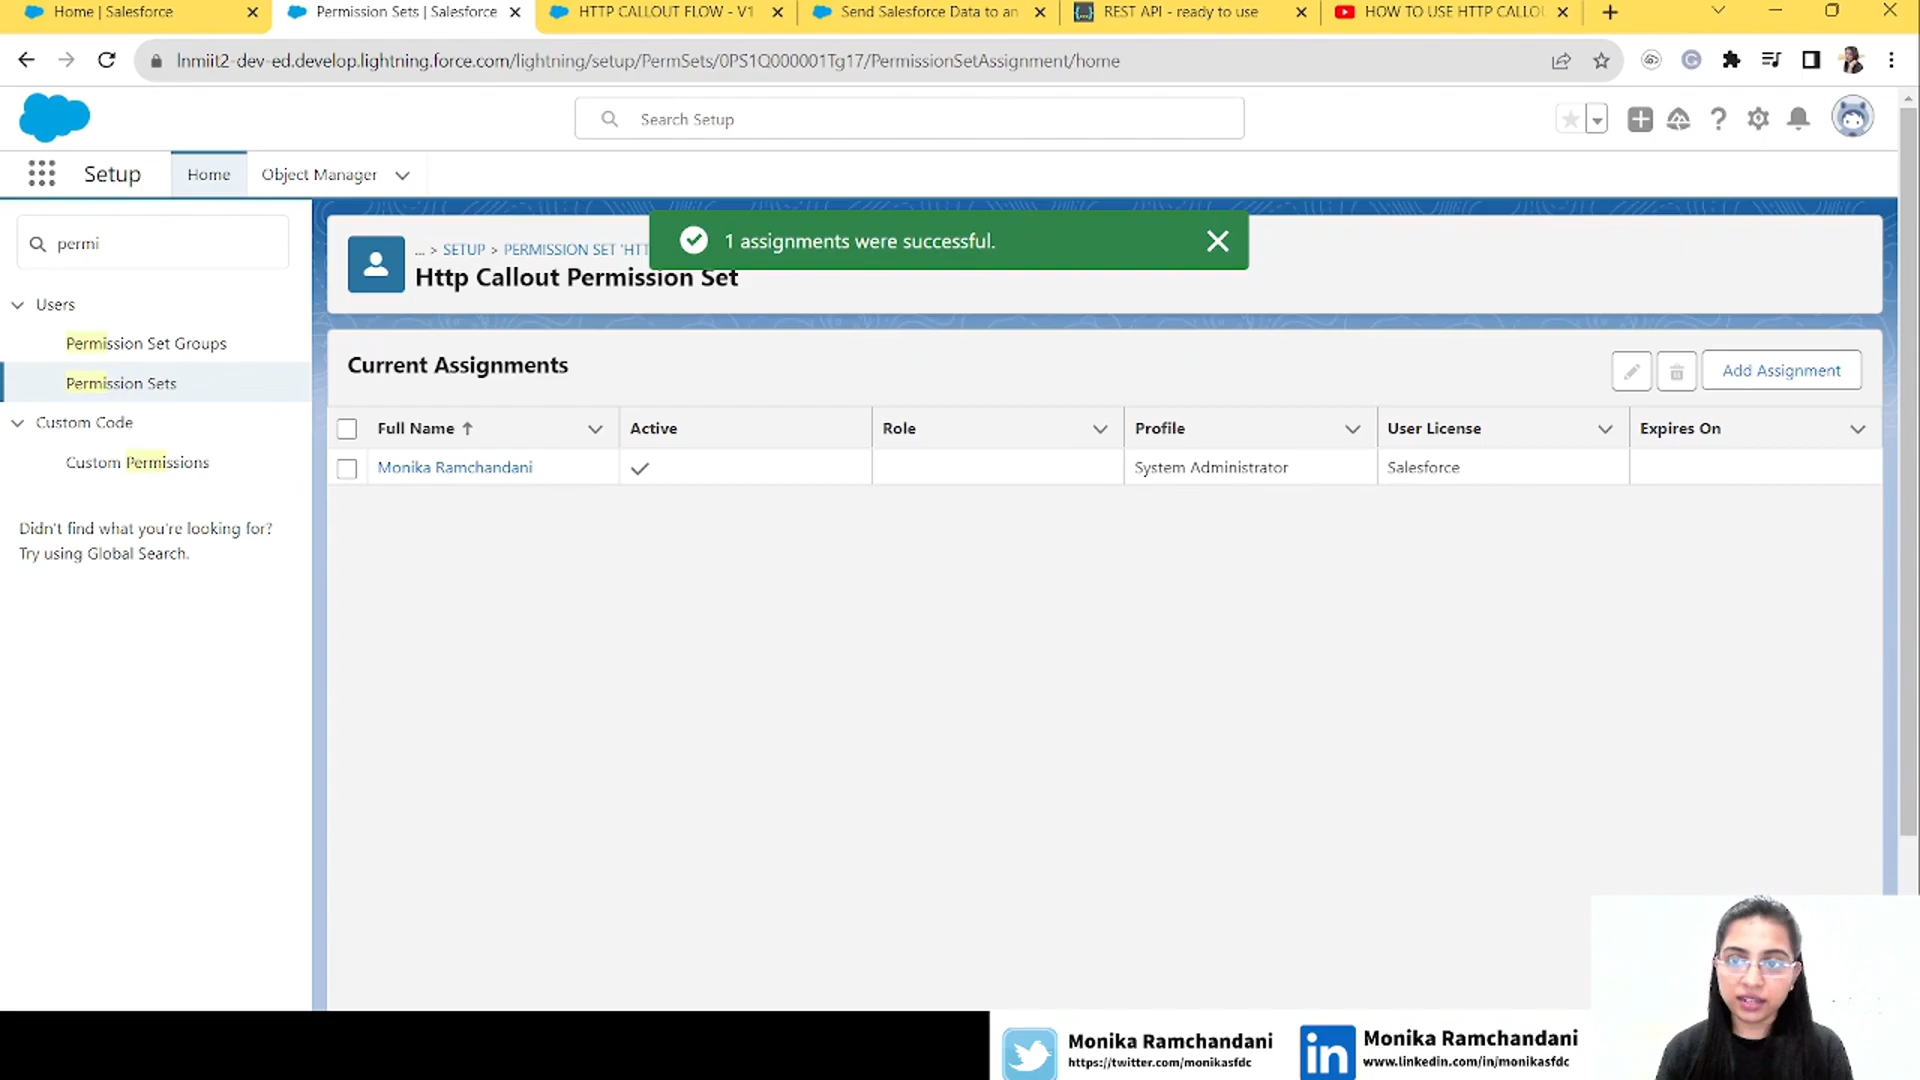 Home | Salesforce
Permission Sets | Salesforce
HTTP CALLOUT FLOW - V1
Send Salesforce Data to an
REST API - ready to use
HOW TO USE HTTP CALLOU
lnmiit2-dev-ed.develop.lightning.force.com/lightning/setup/PermSets/0PS1Q000001Tg17/PermissionSetAssignment/home
Search Setup
Setup
Home
Object Manager
permi
Users
Permission Set Groups
Permission Sets
Custom Code
Custom Permissions
Didn't find what you're looking for?
Try using Global Search.
... > SETUP > PERMISSION SET 'HTT
1 assignments were successful.
Http Callout Permission Set
Current Assignments
Add Assignment
Full Name
Active
Role
Profile
User License
Expires On
Monika Ramchandani
System Administrator
Salesforce
Monika Ramchandani
https://twitter.com/monikasfdc
in
Monika Ramchandani
www.linkedin.com/in/monikasfdc